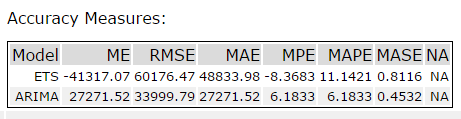 Accuracy Measures:
Model ME RMSE MAE MPE MAPE MASE NA
ETS -41317.07 60176.47 48833.98 -8.3683 11.1421 0.8116 NA
ARIMA 27271.52 33999.79 27271.52 6.1833 6.1833 0.4532 NA